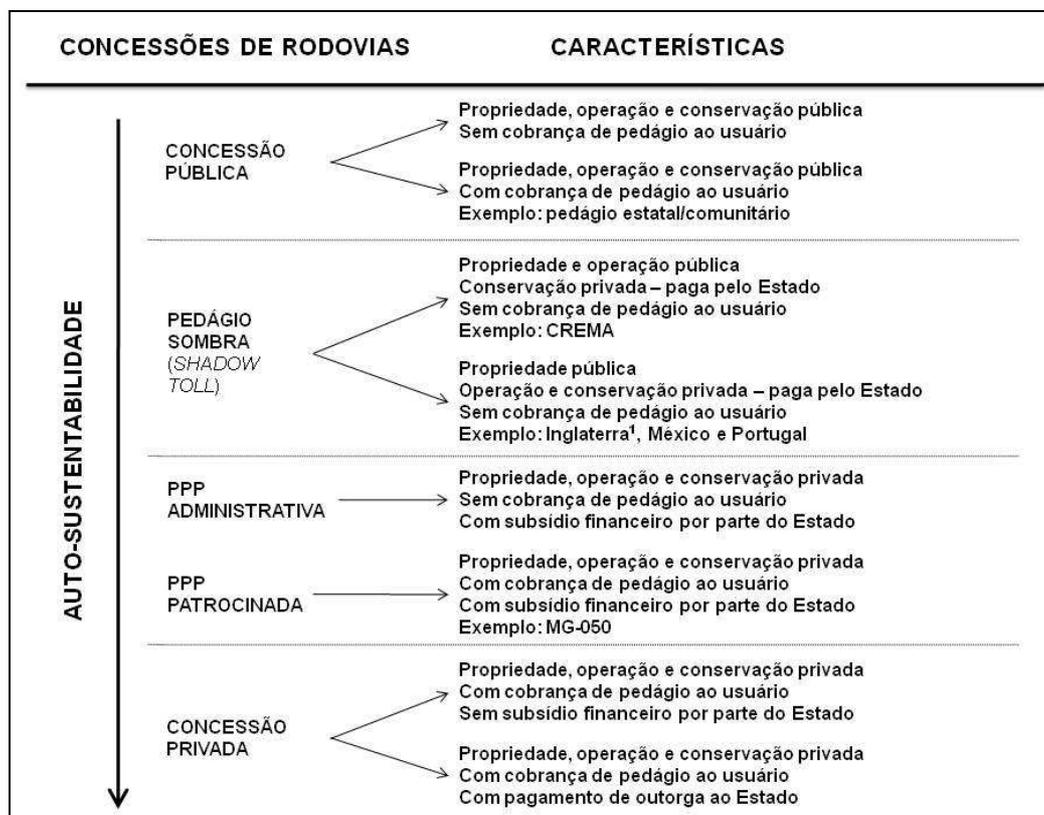 CONCESSÕES DE RODOVIAS
CARACTERÍSTICAS
AUTO-SUSTENTABILIDADE
CONCESSÃO
PÚBLICA
Propriedade, operação e conservação pública
Sem cobrança de pedágio ao usuário
Propriedade, operação e conservação pública
Com cobrança de pedágio ao usuário
Exemplo: pedágio estatal/comunitário
PEDÁGIO
SOMBRA
(SHADOW
TOLL)
Propriedade e operação pública
Conservação privada – paga pelo Estado
Sem cobrança de pedágio ao usuário
Exemplo: CREMA
Propriedade pública
Operação e conservação privada – paga pelo Estado
Sem cobrança de pedágio ao usuário
Exemplo: Inglaterra¹, México e Portugal
PPP
ADMINISTRATIVA
Propriedade, operação e conservação privada
Sem cobrança de pedágio ao usuário
Com subsídio financeiro por parte do Estado
PPP
PATROCINADA
Propriedade, operação e conservação privada
Com cobrança de pedágio ao usuário
Com subsídio financeiro por parte do Estado
Exemplo: MG-050
CONCESSÃO
PRIVADA
Propriedade, operação e conservação privada
Com cobrança de pedágio ao usuário
Sem subsídio financeiro por parte do Estado
Propriedade, operação e conservação privada
Com cobrança de pedágio ao usuário
Com pagamento de outorga ao Estado